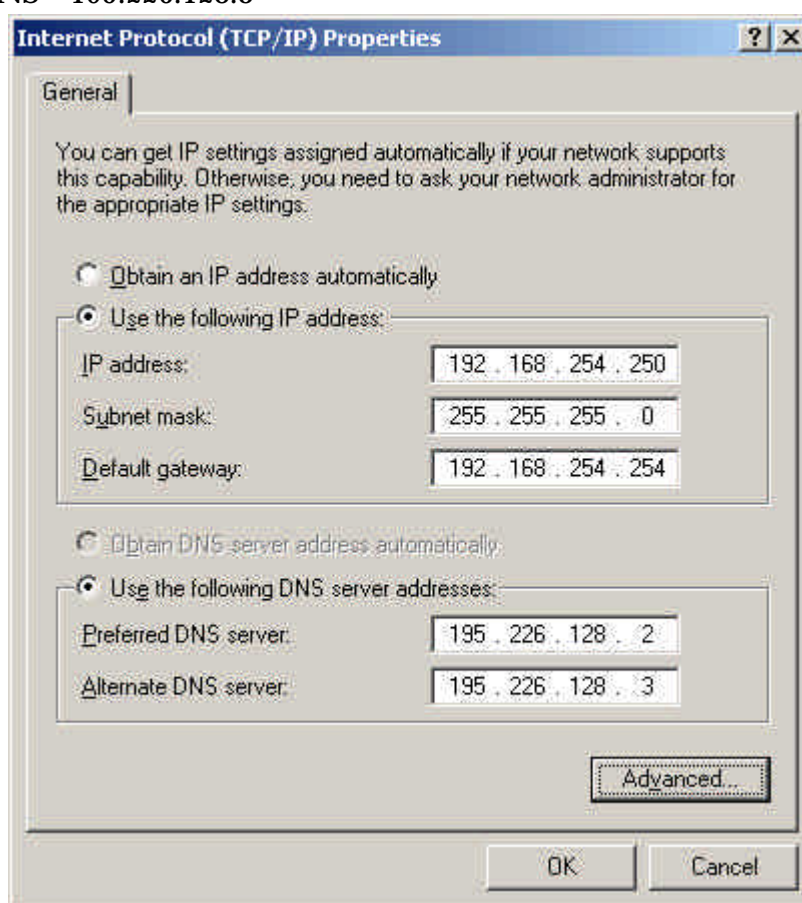 Internet Protocol (TCP/IP) Properties
General
You can get IP settings assigned automatically if your network supports
this capability. Otherwise, you need to ask your network administrator for
the appropriate IP settings.
Obtain an IP address automatically
Use the following IP address:
IP address: 192 . 168 . 254 . 250
Subnet mask: 255 . 255 . 255 . 0
Default gateway: 192 . 168 . 254 . 254
Obtain DNS server address automatically
Use the following DNS server addresses:
Preferred DNS server: 195 . 226 . 128 . 2
Alternate DNS server: 195 . 226 . 128 . 3
Advanced...
OK Cancel